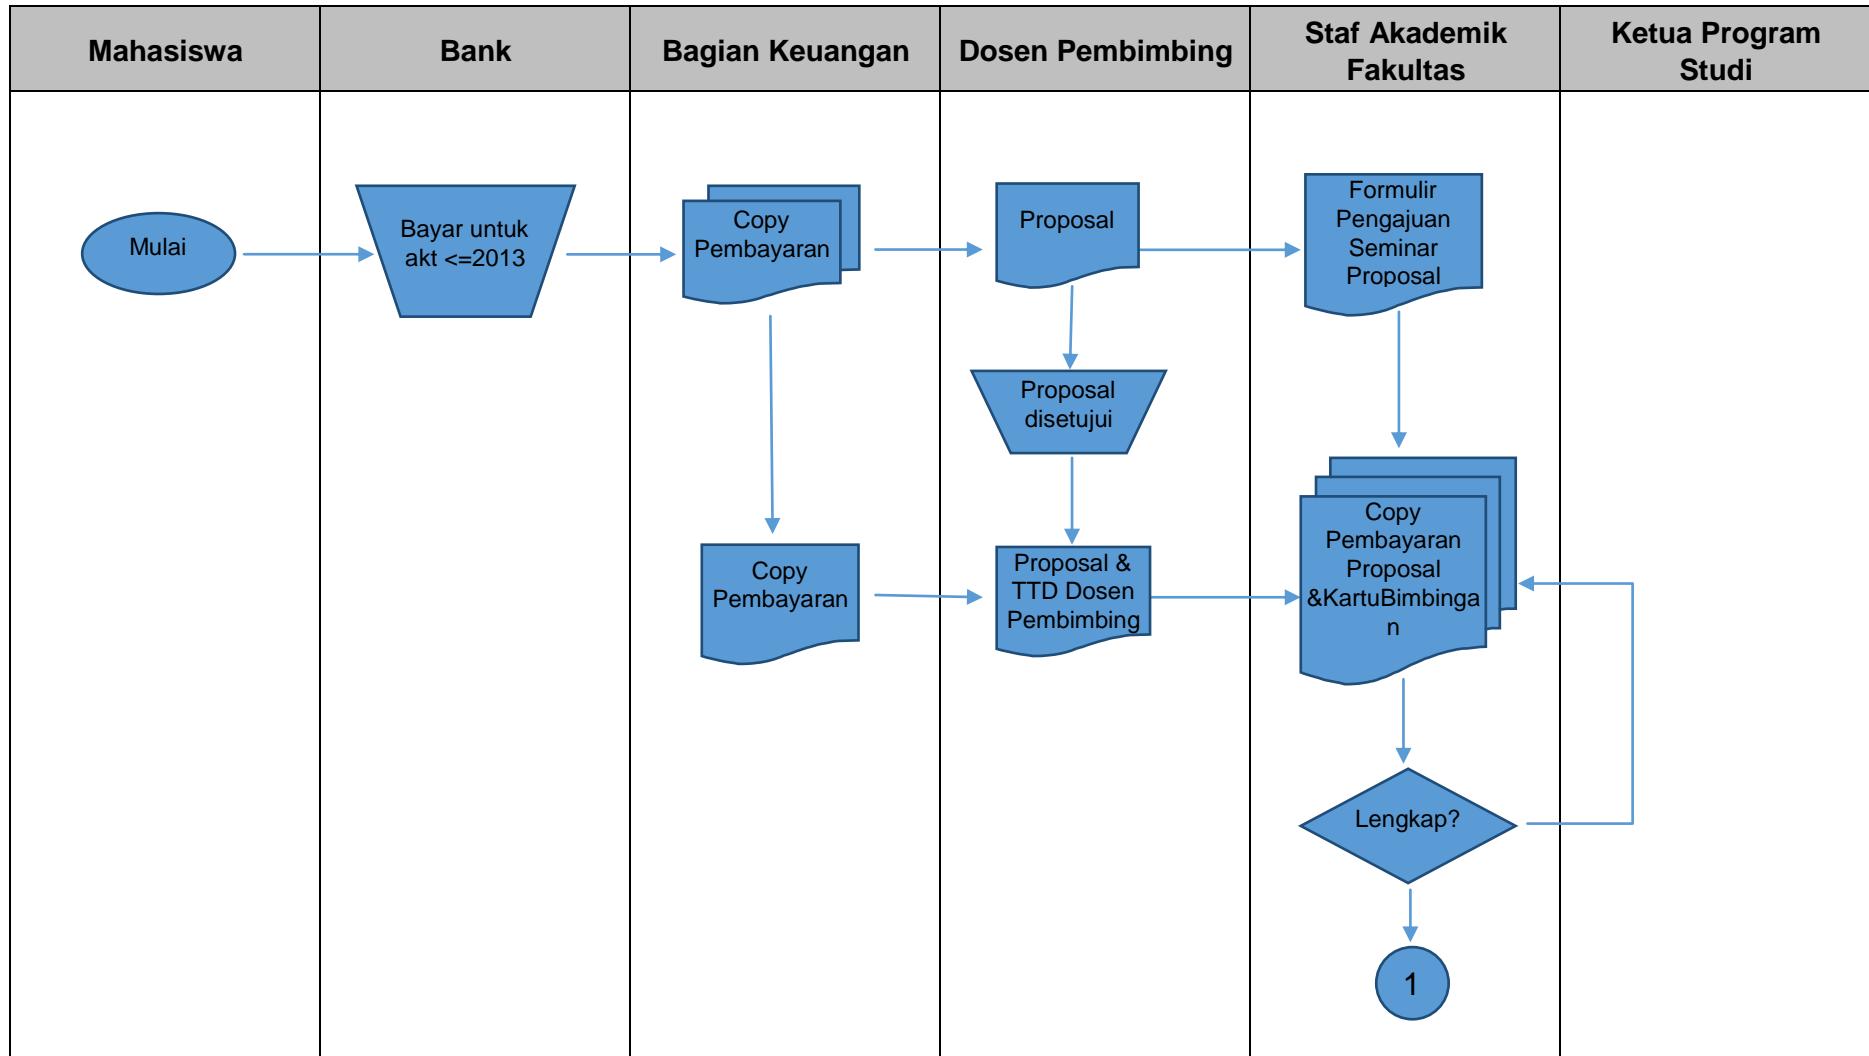 Mahasiswa
Bank
Bagian Keuangan
Dosen Pembimbing
Staf Akademik
Fakultas
Ketua Program
Studi
Mulai
Bayar untuk
akt <=2013
Copy
Pembayaran
Proposal
Formulir
Pengajuan
Seminar
Proposal
Proposal
disetujui
Copy
Pembayaran
Proposal &
TTD Dosen
Pembimbing
Copy
Pembayaran
Proposal
&KartuBimbinga
n
Lengkap?
1